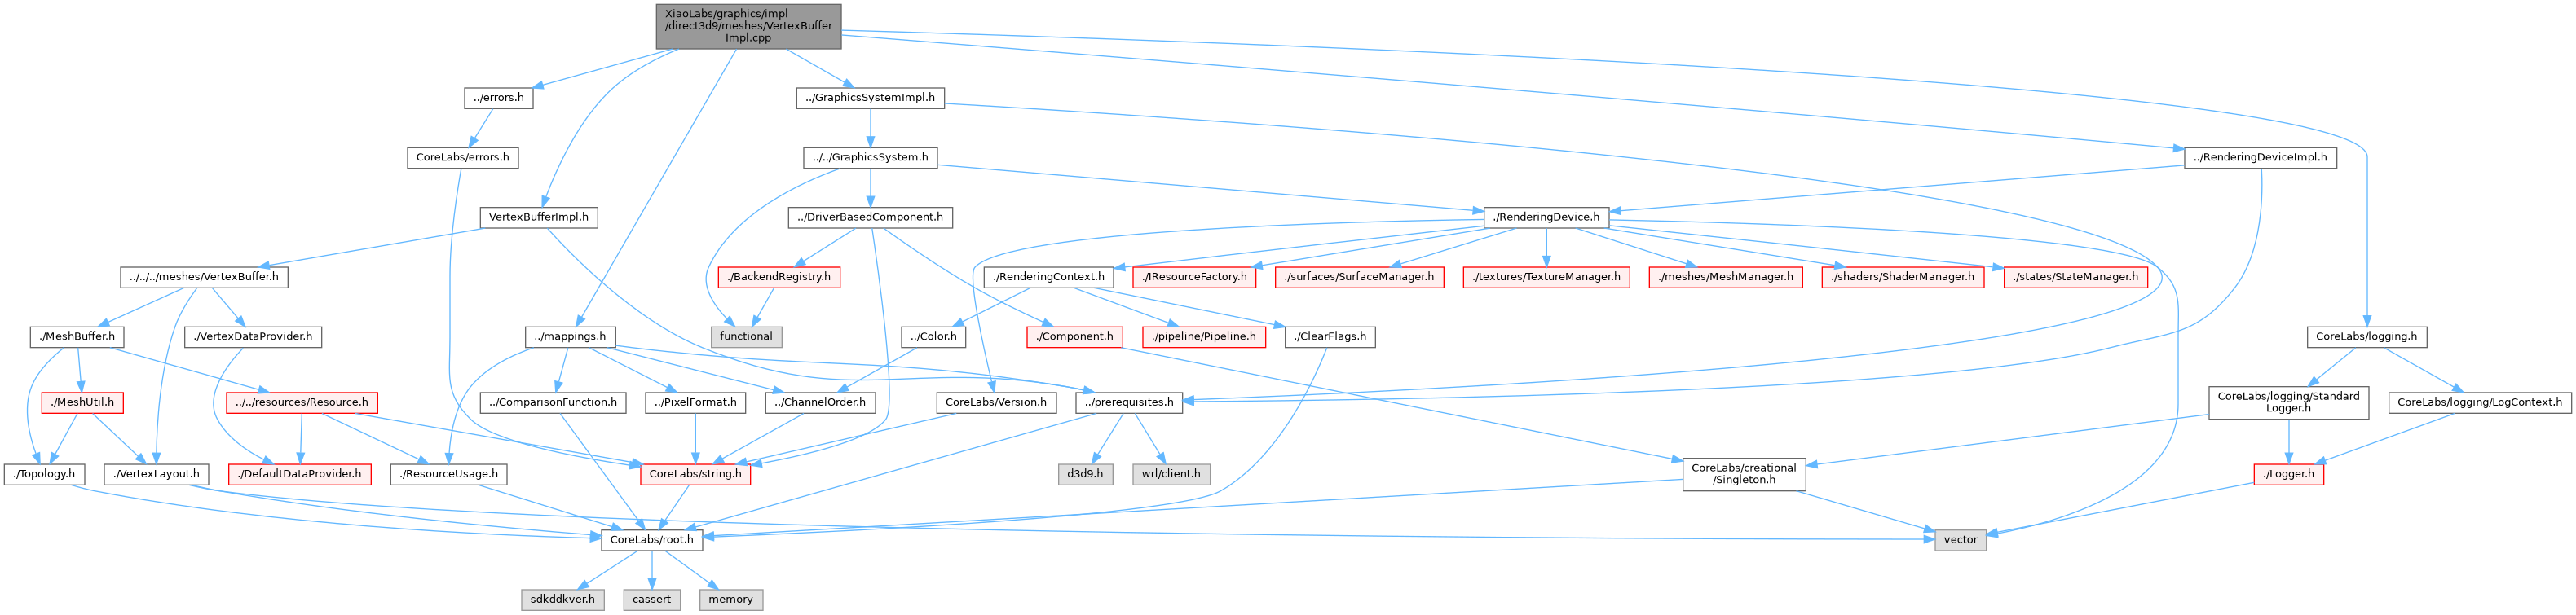 XiaoLabs/graphics/impl
/direct3d9/meshes/VertexBuffer
Impl.cpp
../errors.h
../GraphicsSystemImpl.h
CoreLabs/errors.h
../../GraphicsSystem.h
../RenderingDeviceImpl.h
VertexBufferImpl.h
../DriverBasedComponent.h
./RenderingDevice.h
../../../meshes/VertexBuffer.h
./BackendRegistry.h
./RenderingContext.h
./IResourceFactory.h
./surfaces/SurfaceManager.h
./textures/TextureManager.h
./meshes/MeshManager.h
./shaders/ShaderManager.h
./states/StateManager.h
./MeshBuffer.h
./VertexDataProvider.h
../mappings.h
functional
../Color.h
./Component.h
./pipeline/Pipeline.h
./ClearFlags.h
CoreLabs/logging.h
./MeshUtil.h
../../resources/Resource.h
../ComparisonFunction.h
../PixelFormat.h
../ChannelOrder.h
CoreLabs/Version.h
../prerequisites.h
CoreLabs/logging/Standard
Logger.h
CoreLabs/logging/LogContext.h
./Topology.h
./VertexLayout.h
./DefaultDataProvider.h
./ResourceUsage.h
CoreLabs/string.h
d3d9.h
wrl/client.h
CoreLabs/creational
/Singleton.h
./Logger.h
CoreLabs/root.h
vector
sdkddkver.h
cassert
memory